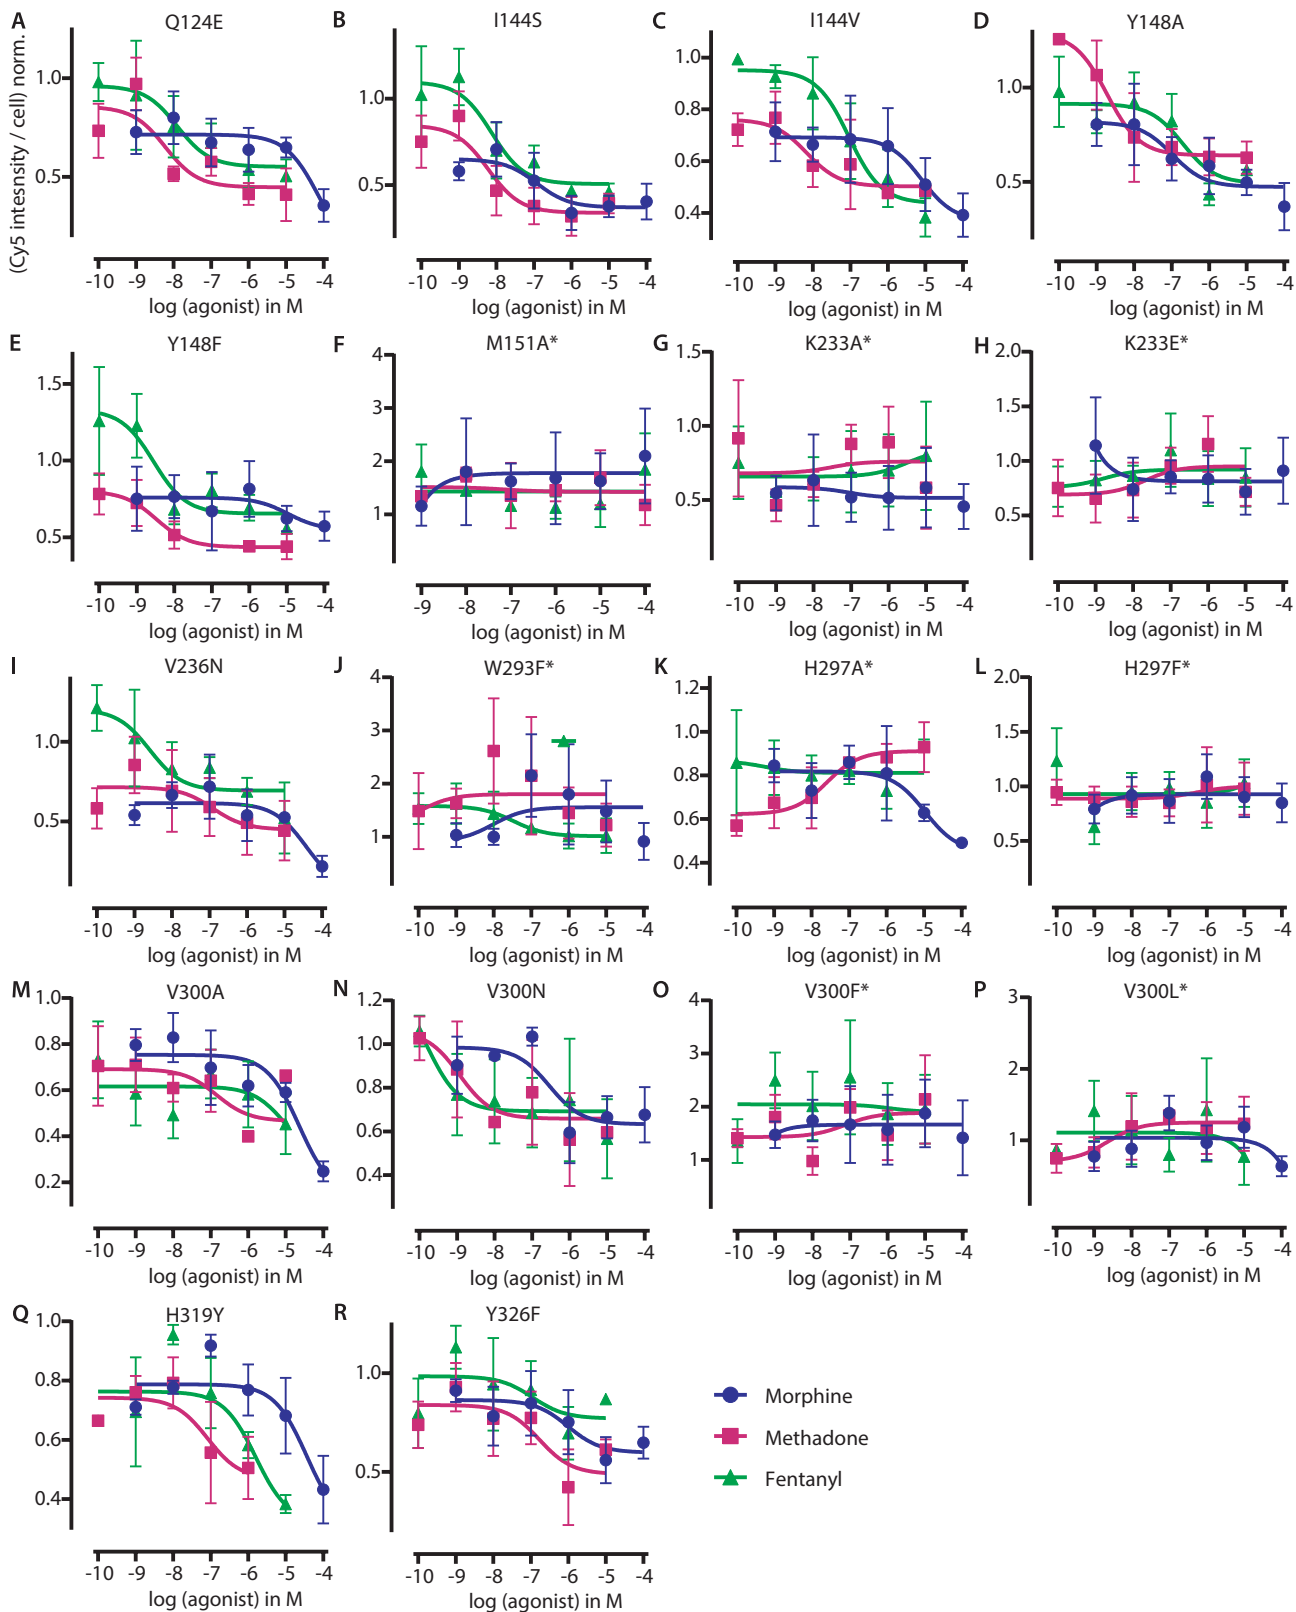 A Q124E
B I144S
C I144V
D Y148A
(Cy5 intensity / cell) norm.
1.0
0.5
1.0
0.5
1.0
0.8
0.6
0.4
1.0
0.5
-10 -9 -8 -7 -6 -5 -4
-10 -9 -8 -7 -6 -5 -4
-10 -9 -8 -7 -6 -5 -4
-10 -9 -8 -7 -6 -5 -4
log (agonist) in M
log (agonist) in M
log (agonist) in M
log (agonist) in M
E Y148F
F M151A*
G K233A*
H K233E*
1.5
1.0
0.5
4
3
2
1
1.5
1.0
0.5
2.0
1.5
1.0
0.5
-10 -9 -8 -7 -6 -5 -4
-9 -8 -7 -6 -5 -4
-10 -9 -8 -7 -6 -5 -4
-10 -9 -8 -7 -6 -5 -4
log (agonist) in M
log (agonist) in M
log (agonist) in M
log (agonist) in M
I V236N
J W293F*
K H297A*
L H297F*
1.0
0.5
4
3
2
1
1.2
1.0
0.8
0.6
0.4
2.0
1.5
1.0
0.5
-10 -9 -8 -7 -6 -5 -4
-10 -9 -8 -7 -6 -5 -4
-10 -9 -8 -7 -6 -5 -4
-10 -9 -8 -7 -6 -5 -4
log (agonist) in M
log (agonist) in M
log (agonist) in M
log (agonist) in M
M V300A
N V300N
O V300F*
P V300L*
1.0
0.8
0.6
0.4
0.2
1.2
1.0
0.8
0.6
0.4
4
3
2
1
3
2
1
-10 -9 -8 -7 -6 -5 -4
-10 -9 -8 -7 -6 -5 -4
-10 -9 -8 -7 -6 -5 -4
-10 -9 -8 -7 -6 -5 -4
log (agonist) in M
log (agonist) in M
log (agonist) in M
log (agonist) in M
Q H319Y
R Y326F
1.0
0.8
0.6
0.4
1.0
0.5
-10 -9 -8 -7 -6 -5 -4
-10 -9 -8 -7 -6 -5 -4
log (agonist) in M
log (agonist) in M
Morphine
Methadone
Fentanyl